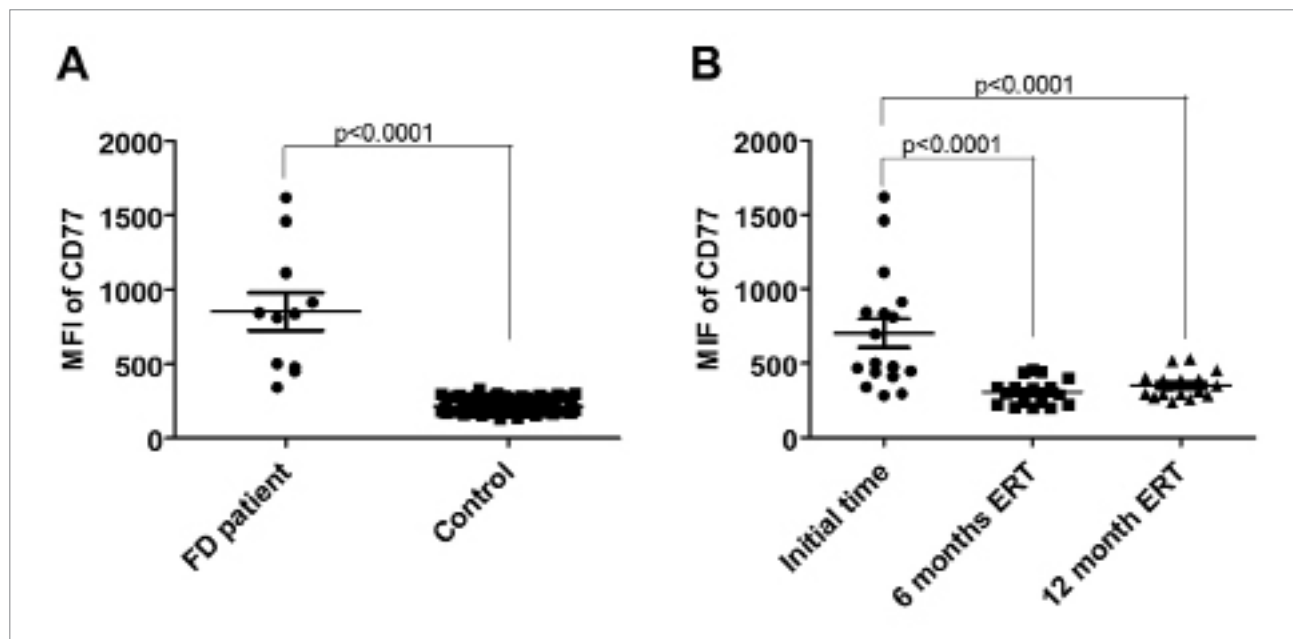 A
p<0.0001
2000
1500
1000
500
0
MFI of CD77
FD patient
Control
B
p<0.0001
p<0.0001
2000
1500
1000
500
0
MIF of CD77
Initial time
6 months ERT
12 month ERT